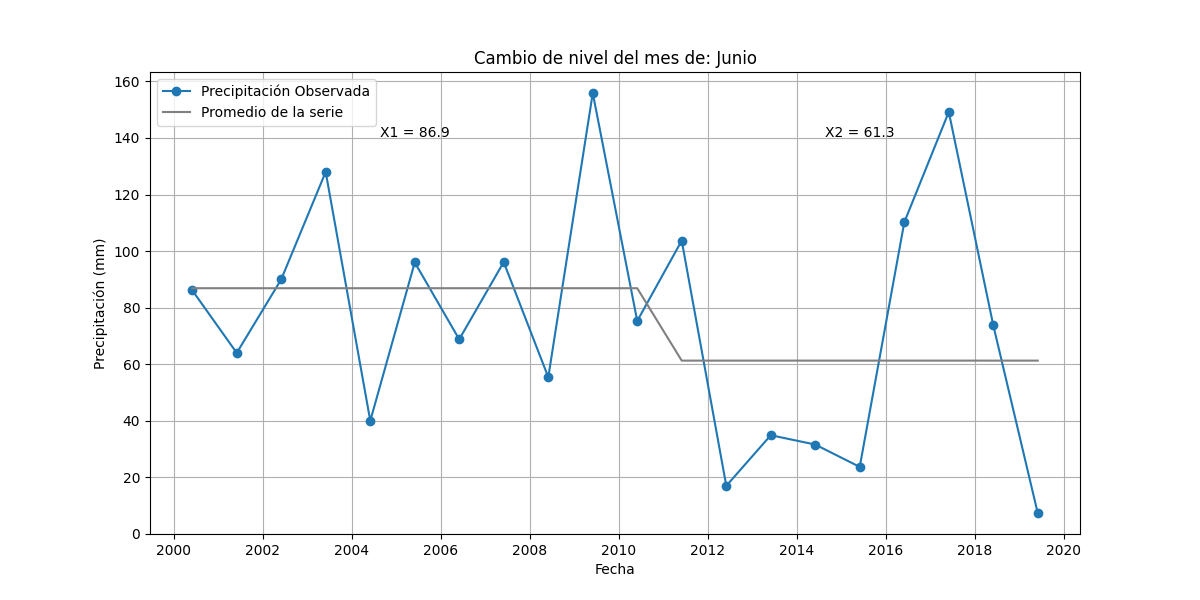 Cambio de nivel del mes de: Junio
Precipitación Observada
Promedio de la serie
X1 = 86.9
X2 = 61.3
Precipitación (mm)
160
140
120
100
80
60
40
20
0
2000 2002 2004 2006 2008 2010 2012 2014 2016 2018 2020
Fecha